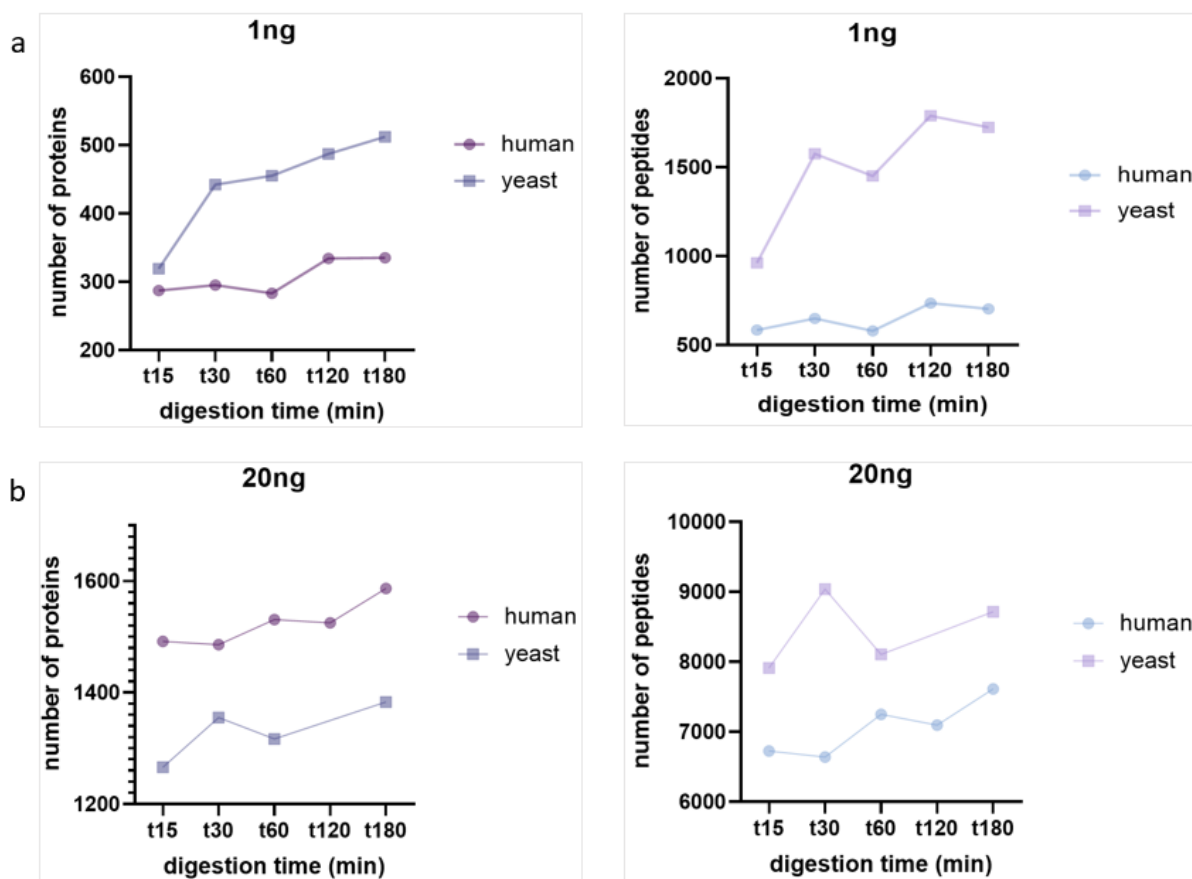 a
1ng
number of proteins
600
500
400
300
200
t15 t30 t60 t120 t180
digestion time (min)
human
yeast
1ng
number of peptides
2000
1500
1000
500
t15 t30 t60 t120 t180
digestion time (min)
human
yeast
b
20ng
number of proteins
1600
1400
1200
t15 t30 t60 t120 t180
digestion time (min)
human
yeast
20ng
number of peptides
10000
9000
8000
7000
6000
t15 t30 t60 t120 t180
digestion time (min)
human
yeast